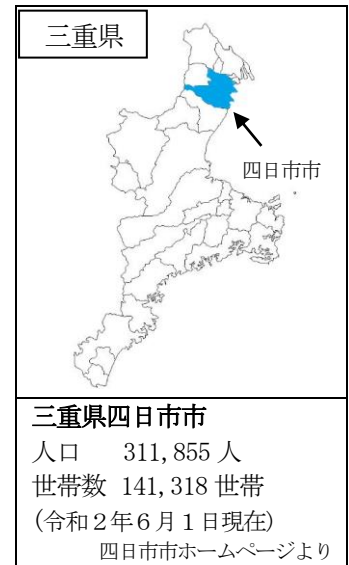 三重県
四日市市
三重県四日市市
人口 311,855 人
世帯数 141,318 世帯
(令和２年６月１日現在)
四日市市ホームページより